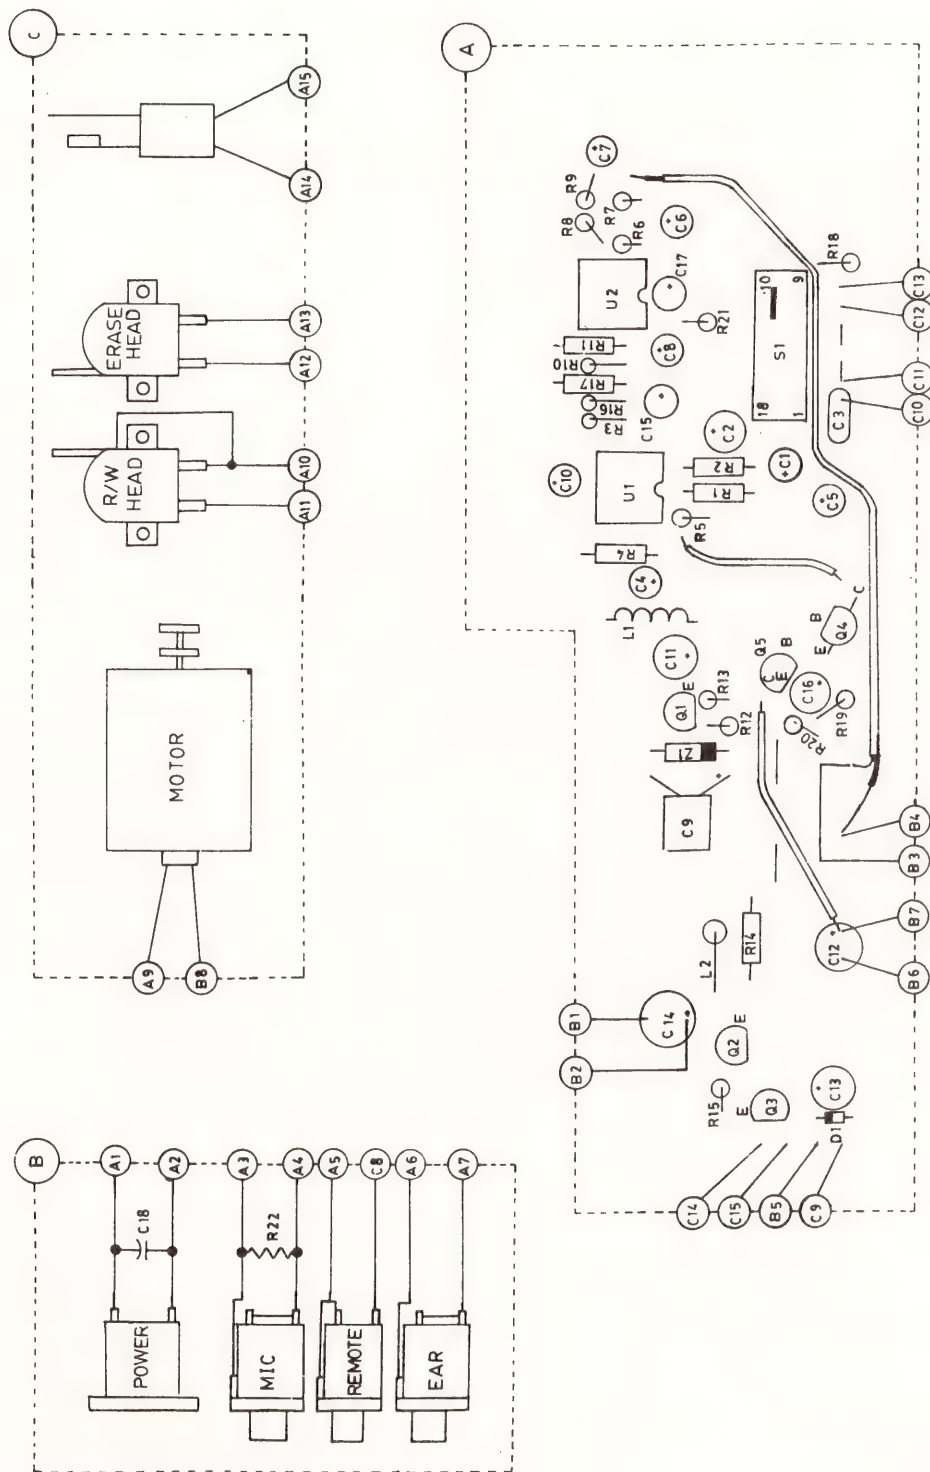 C
A15
A14
ERASE
HEAD
A13
A12
R/W
HEAD
A10
A11
MOTOR
A9
B8
A
C7
R9
R8
R7
R6
C6
U2
C17
R21
R11
R10
R17
R16
R3
C8
C15
C2
10
9
S1
18
1
R18
C13
C12
C11
C10
C3
C10
U1
R2
R1
C1
C5
R5
R4
C4
L1
C11
Q1
E
R13
R12
Z1
C9
Q5
C
E
B
C16
E
B
C
Q4
R19
R20
B4
B3
B7
B6
C12
L2
R14
B1
B2
C14
Q2
E
R15
E
Q3
C13
D1
C14
C15
B5
C9
B
A1
C18
A2
POWER
A3
R22
A4
MIC
A5
C8
REMOTE
A6
A7
EAR